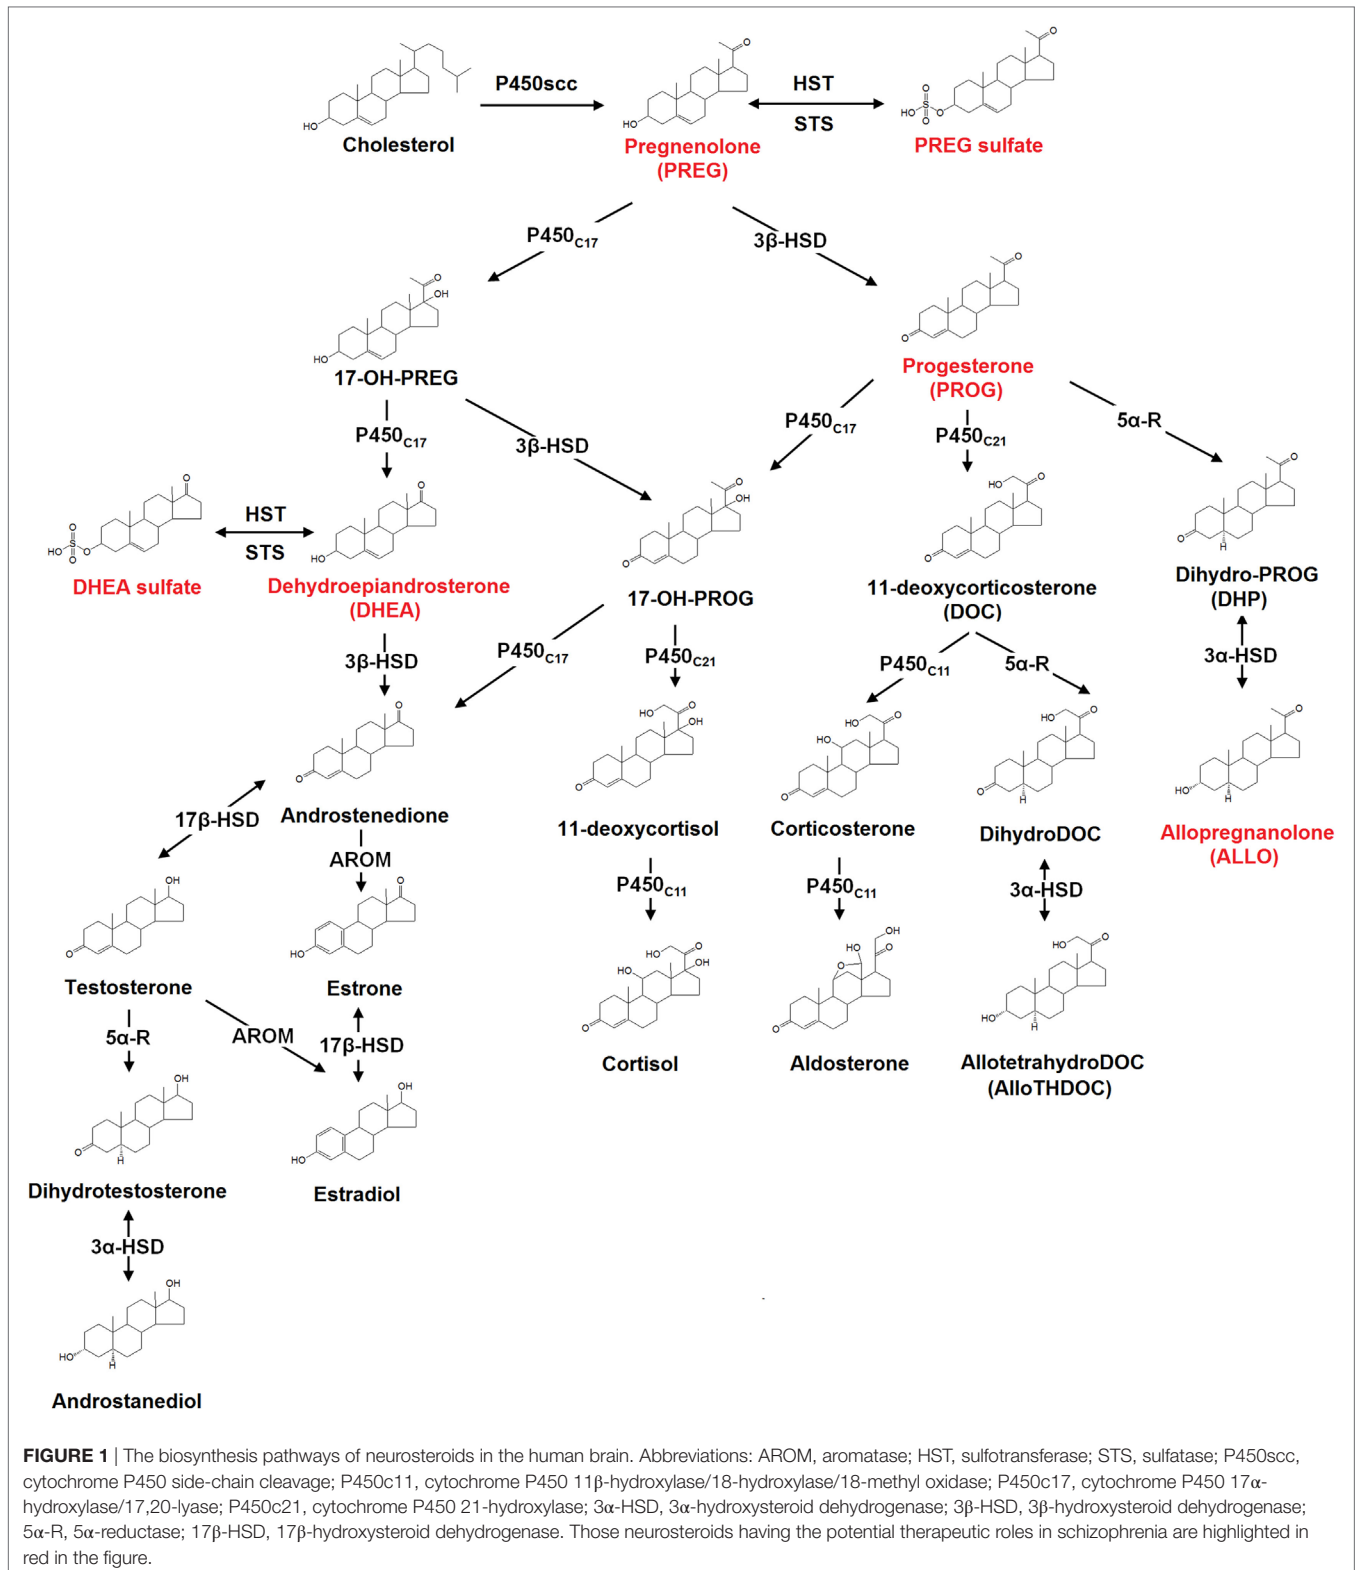 P450scc
HST
STS
Cholesterol
Pregnenolone
(PREG)
PREG sulfate
P450C17
3β-HSD
17-OH-PREG
Progesterone
(PROG)
P450C17
3β-HSD
P450C17
P450C21
5α-R
HST
STS
DHEA sulfate
Dehydroepiandrosterone
(DHEA)
17-OH-PROG
11-deoxycorticosterone
(DOC)
Dihydro-PROG
(DHP)
3β-HSD
P450C17
P450C21
P450C11
5α-R
3α-HSD
17β-HSD
Androstenedione
11-deoxycortisol
Corticosterone
DihydroDOC
Allopregnanolone
(ALLO)
AROM
P450C11
P450C11
3α-HSD
Testosterone
Estrone
5α-R
AROM
17β-HSD
Cortisol
Aldosterone
AllotetrahydroDOC
(AlloTHDOC)
Dihydrotestosterone
Estradiol
3α-HSD
Androstanediol
FIGURE 1 | The biosynthesis pathways of neurosteroids in the human brain. Abbreviations: AROM, aromatase; HST, sulfotransferase; STS, sulfatase; P450scc,
cytochrome P450 side-chain cleavage; P450c11, cytochrome P450 11β-hydroxylase/18-hydroxylase/18-methyl oxidase; P450c17, cytochrome P450 17α-
hydroxylase/17,20-lyase; P450c21, cytochrome P450 21-hydroxylase; 3α-HSD, 3α-hydroxysteroid dehydrogenase; 3β-HSD, 3β-hydroxysteroid dehydrogenase;
5α-R, 5α-reductase; 17β-HSD, 17β-hydroxysteroid dehydrogenase. Those neurosteroids having the potential therapeutic roles in schizophrenia are highlighted in
red in the figure.